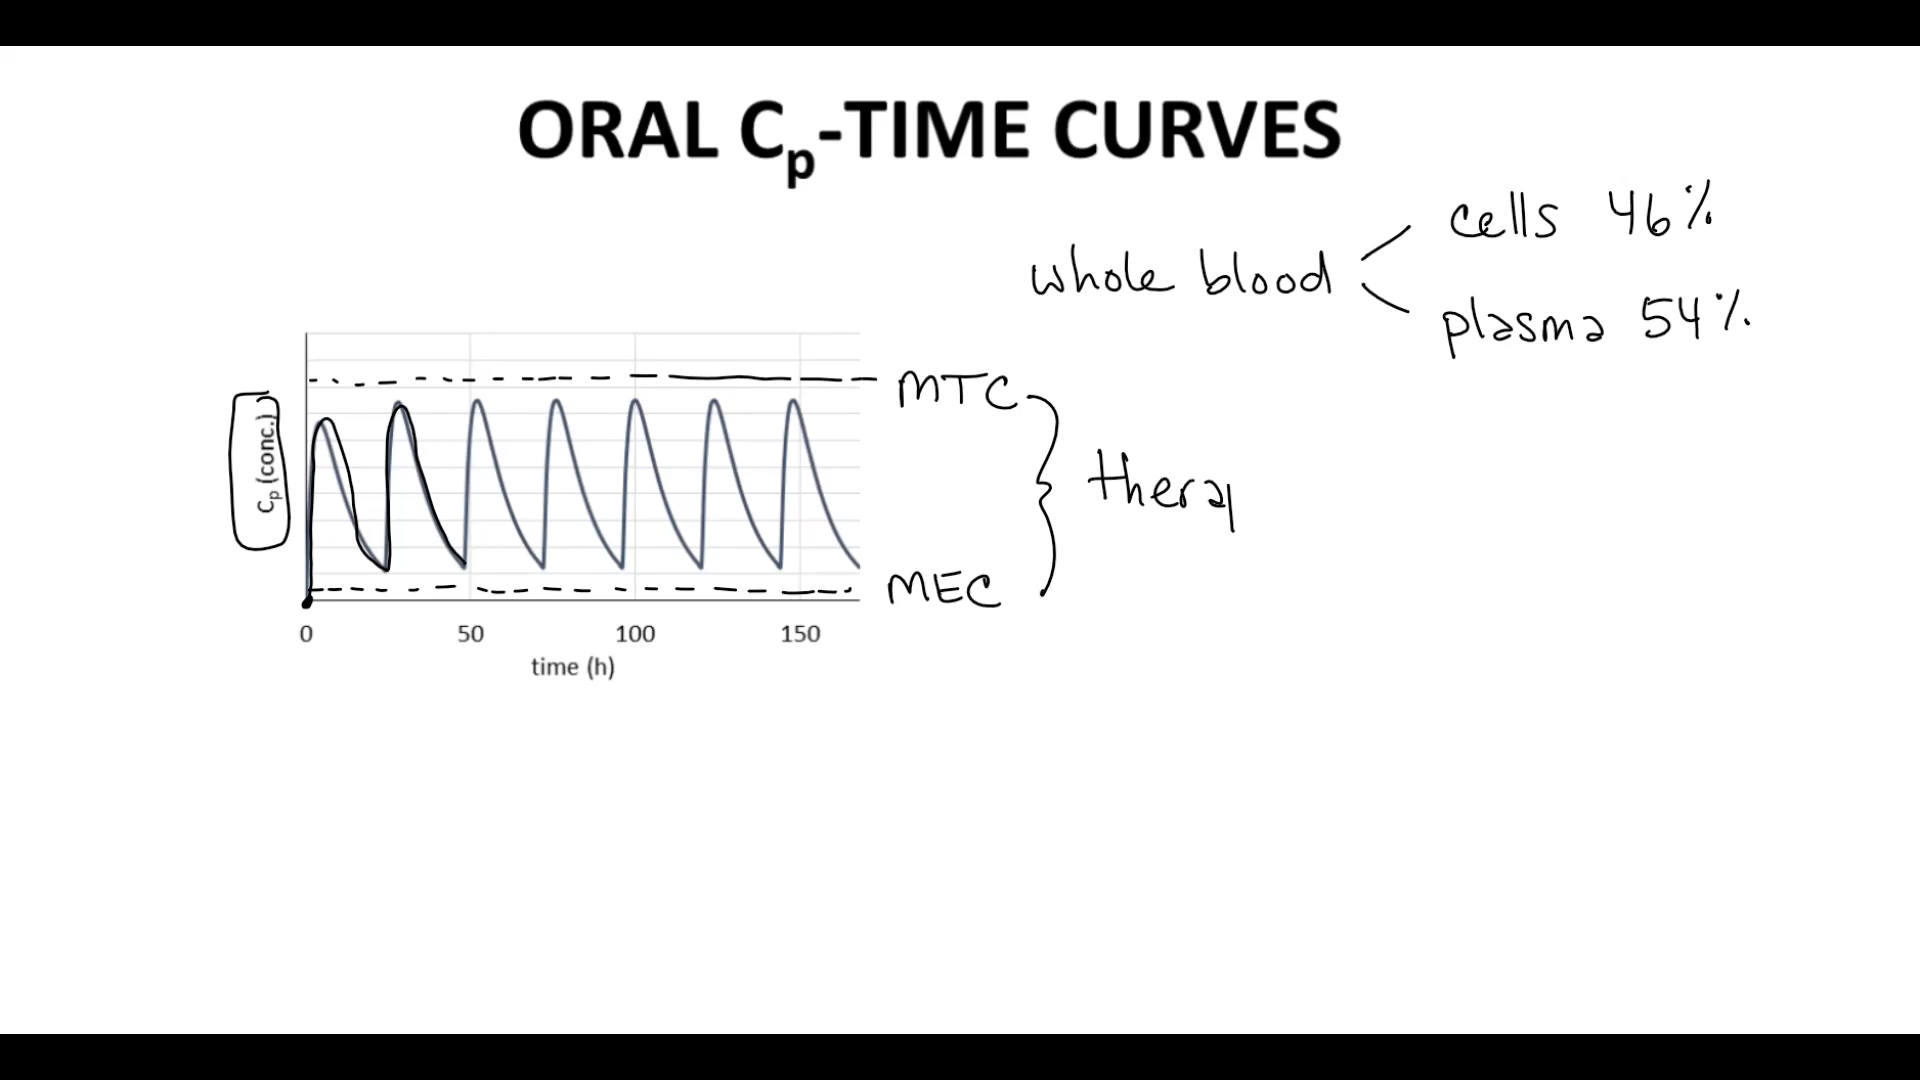 ORAL Cp-TIME CURVES
cells 46%
whole blood
plasma 54%
MTC
Cp (conc.)
therap
MEC
0 50 100 150
time (h)